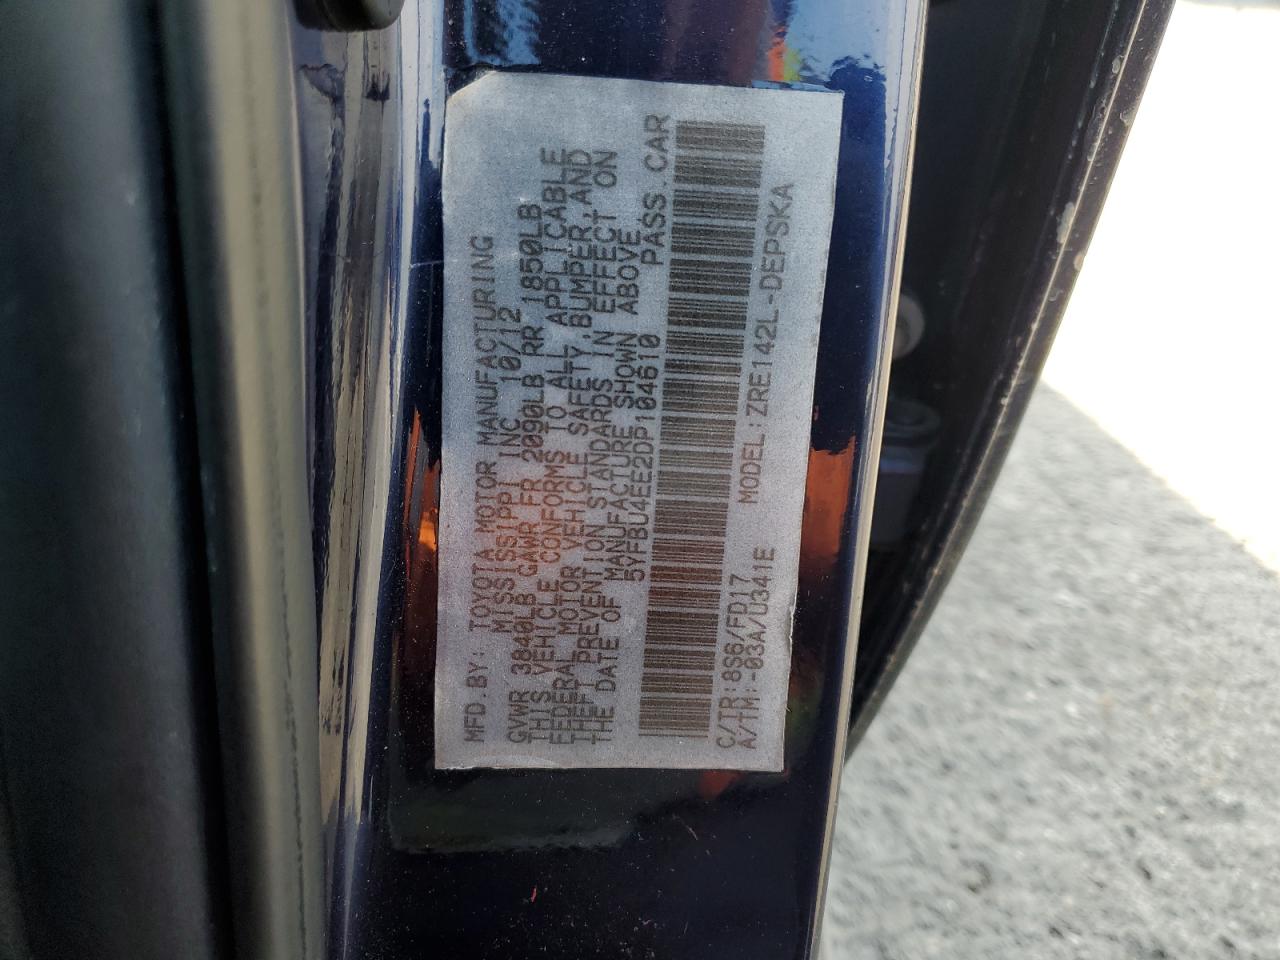 MFD.BY: TOYOTA MOTOR MANUFACTURING
MISSISSIPPI INC 10/12
GVWR 3840LB GAWR FR 2090LB RR 1850LB
THIS VEHICLE CONFORMS TO ALL APPLICABLE
FEDERAL MOTOR VEHICLE SAFETY,BUMPER,AND
THEFT PREVENTION STANDARDS IN EFFECT ON
THE DATE OF MANUFACTURE SHOWN ABOVE.
5YFBU4EE2DP104610 PASS.CAR
C/TR:8S6/FD17
A/TM:-03A/U341E MODEL:ZRE142L-DEPSKA